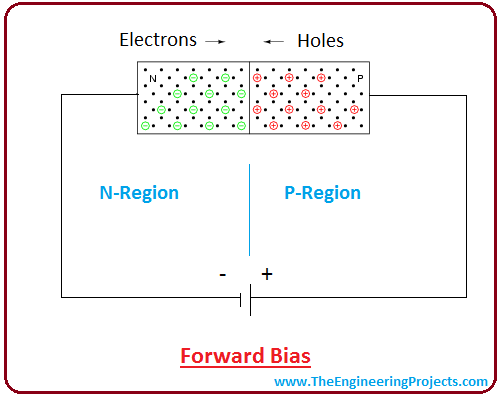 Electrons → ← Holes
N P
N-Region P-Region
- +
Forward Bias
www.TheEngineeringProjects.com